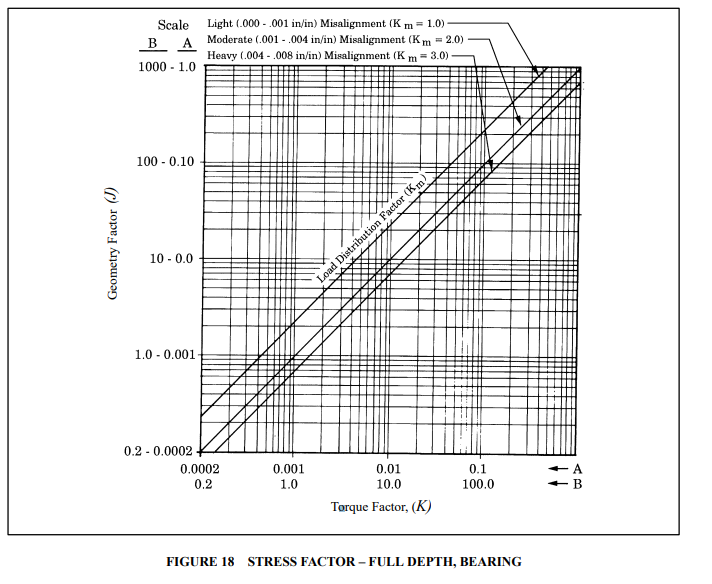 Scale
B A
Light (.000 - .001 in/in) Misalignment (K m = 1.0)
Moderate (.001 - .004 in/in) Misalignment (K m = 2.0)
Heavy (.004 - .008 in/in) Misalignment (K m = 3.0)
1000 - 1.0
100 - 0.10
10 - 0.0
1.0 - 0.001
0.2 - 0.0002
Geometry Factor (J)
Load Distribution Factor (Km)
0.0002 0.001 0.01 0.1 A
0.2 1.0 10.0 100.0 B
Torque Factor, (K)
FIGURE 18 STRESS FACTOR – FULL DEPTH, BEARING